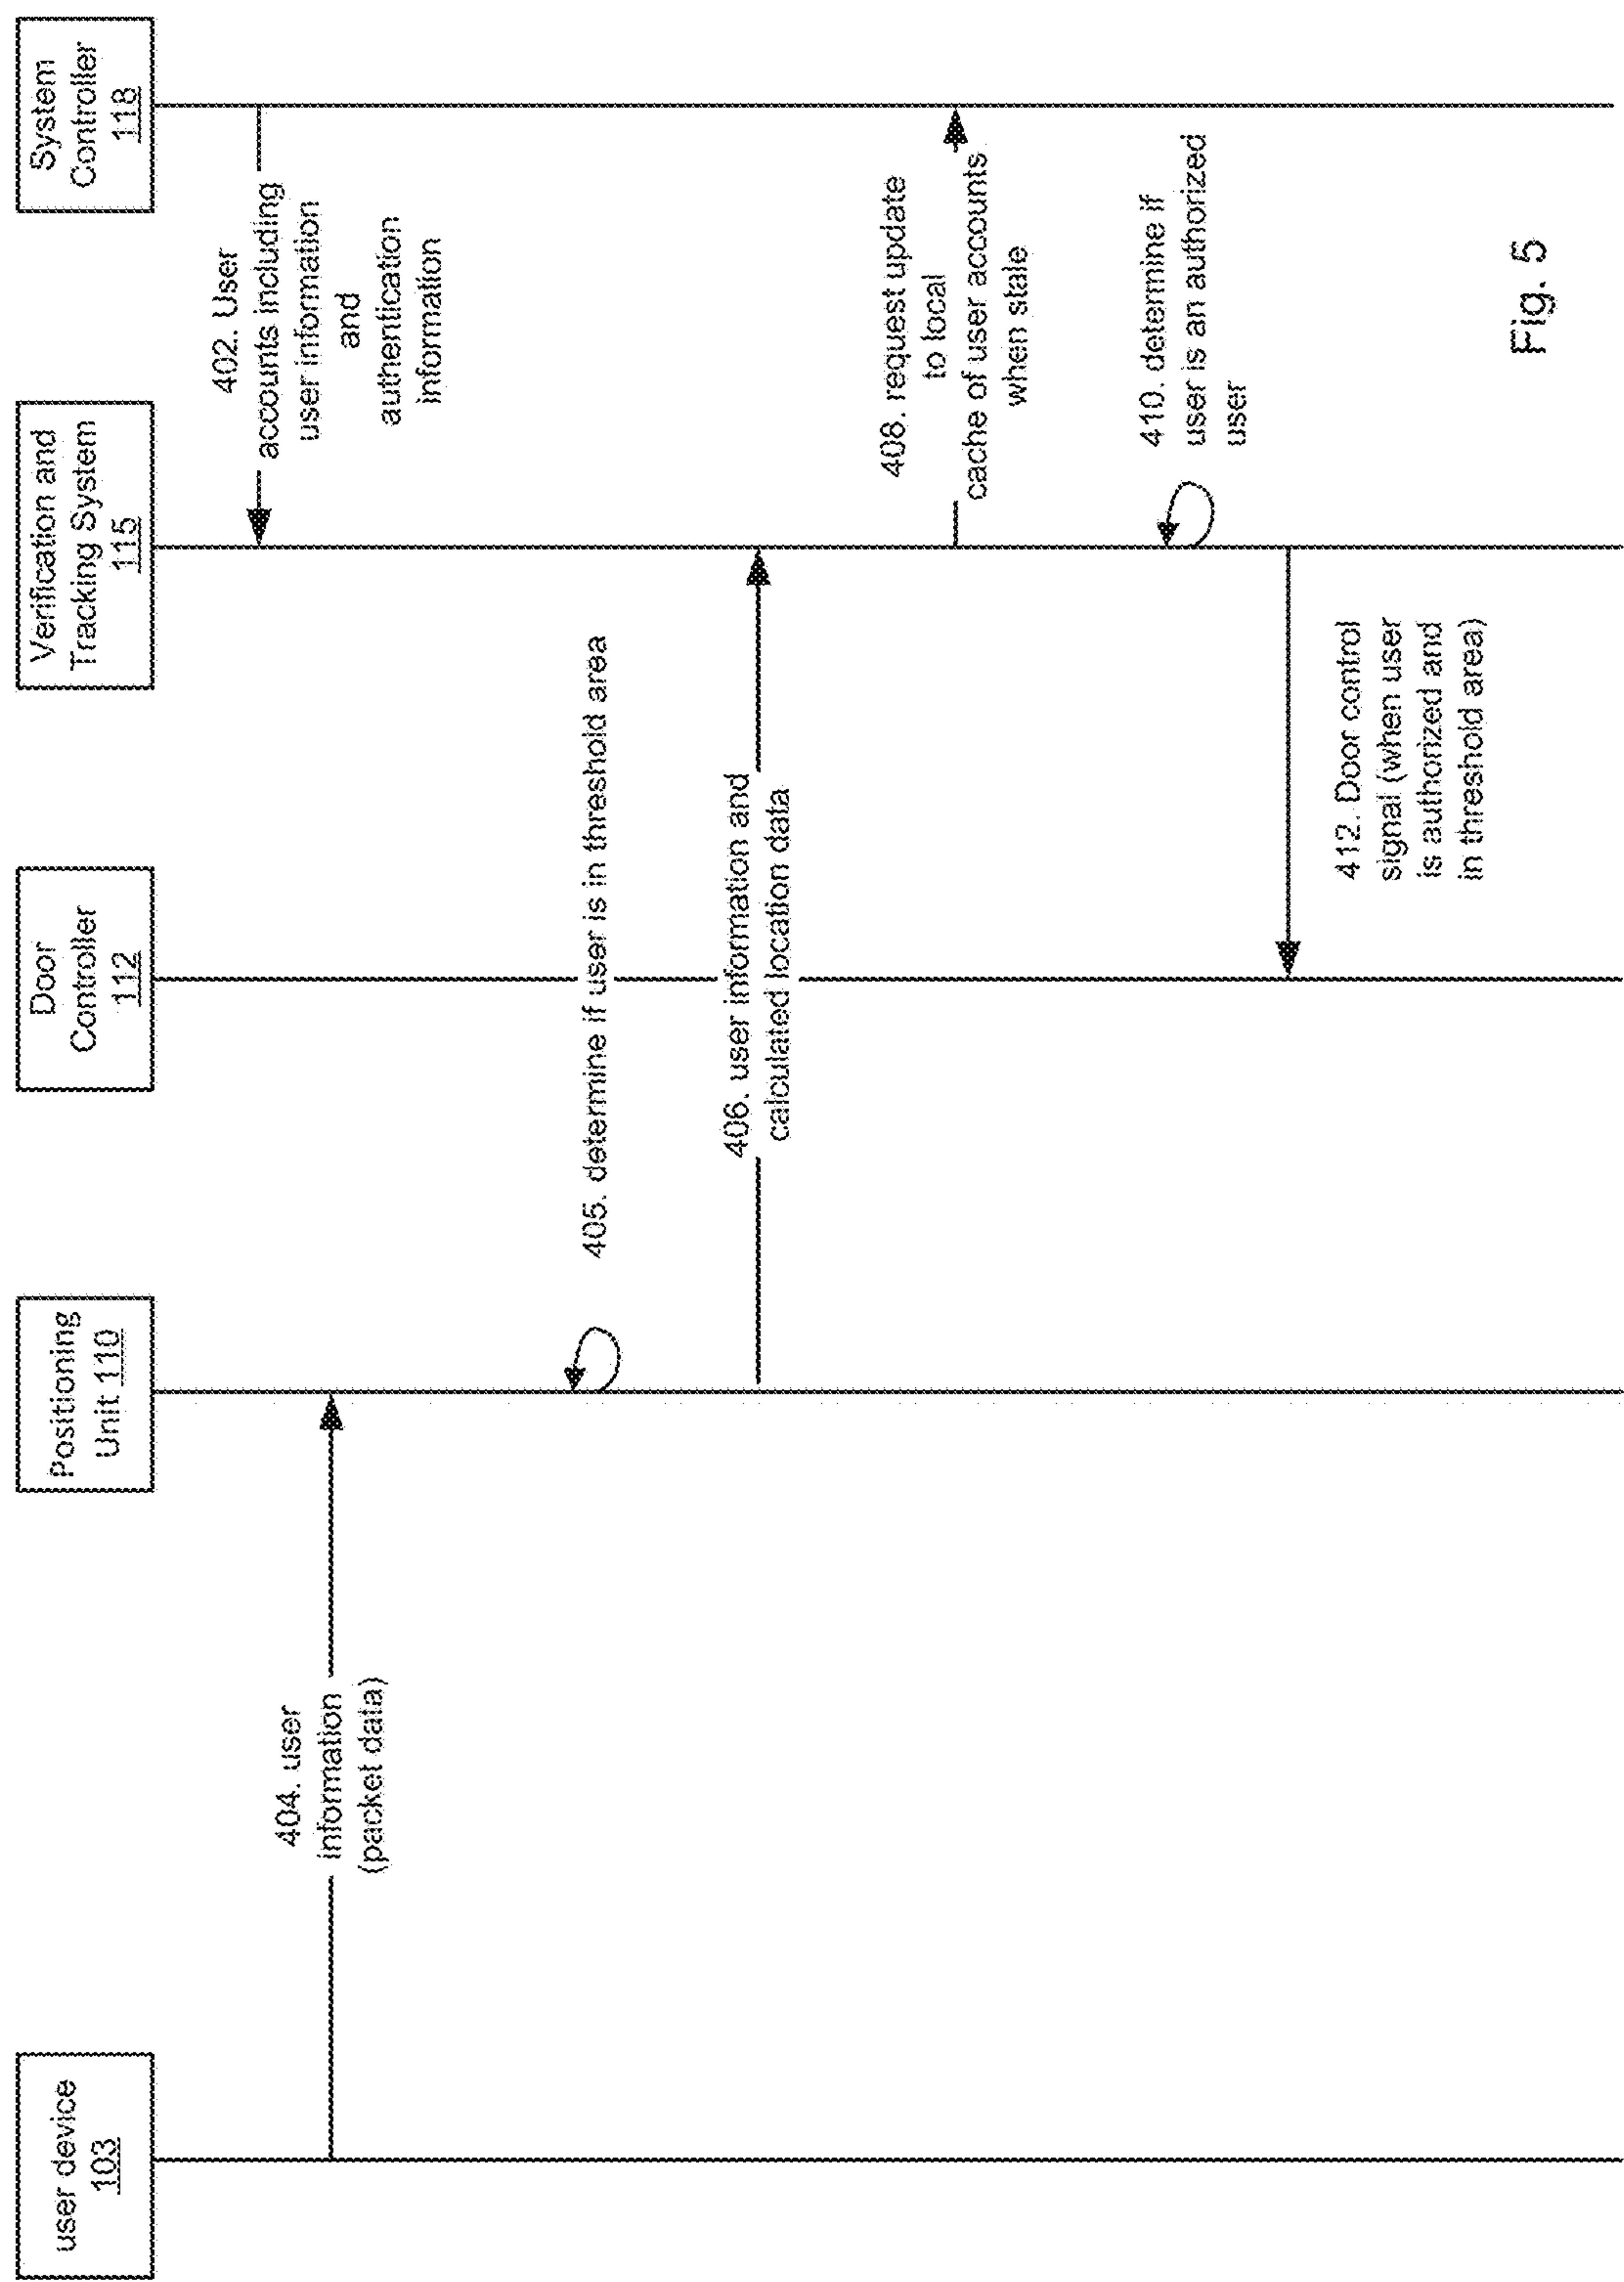 user device
103
Positioning
Unit 110
Door
Controller
112
Verification and
Tracking System
115
System
Controller
118
402. User
accounts including
user information
and
authentication
information
404. user
information
(packet data)
405. determine if user is in threshold area
406. user information and
calculated location data
408. request update
to local
cache of user accounts
when stale
410. determine if
user is an authorized
user
412. Door control
signal (when user
is authorized and
in threshold area)
Fig. 5